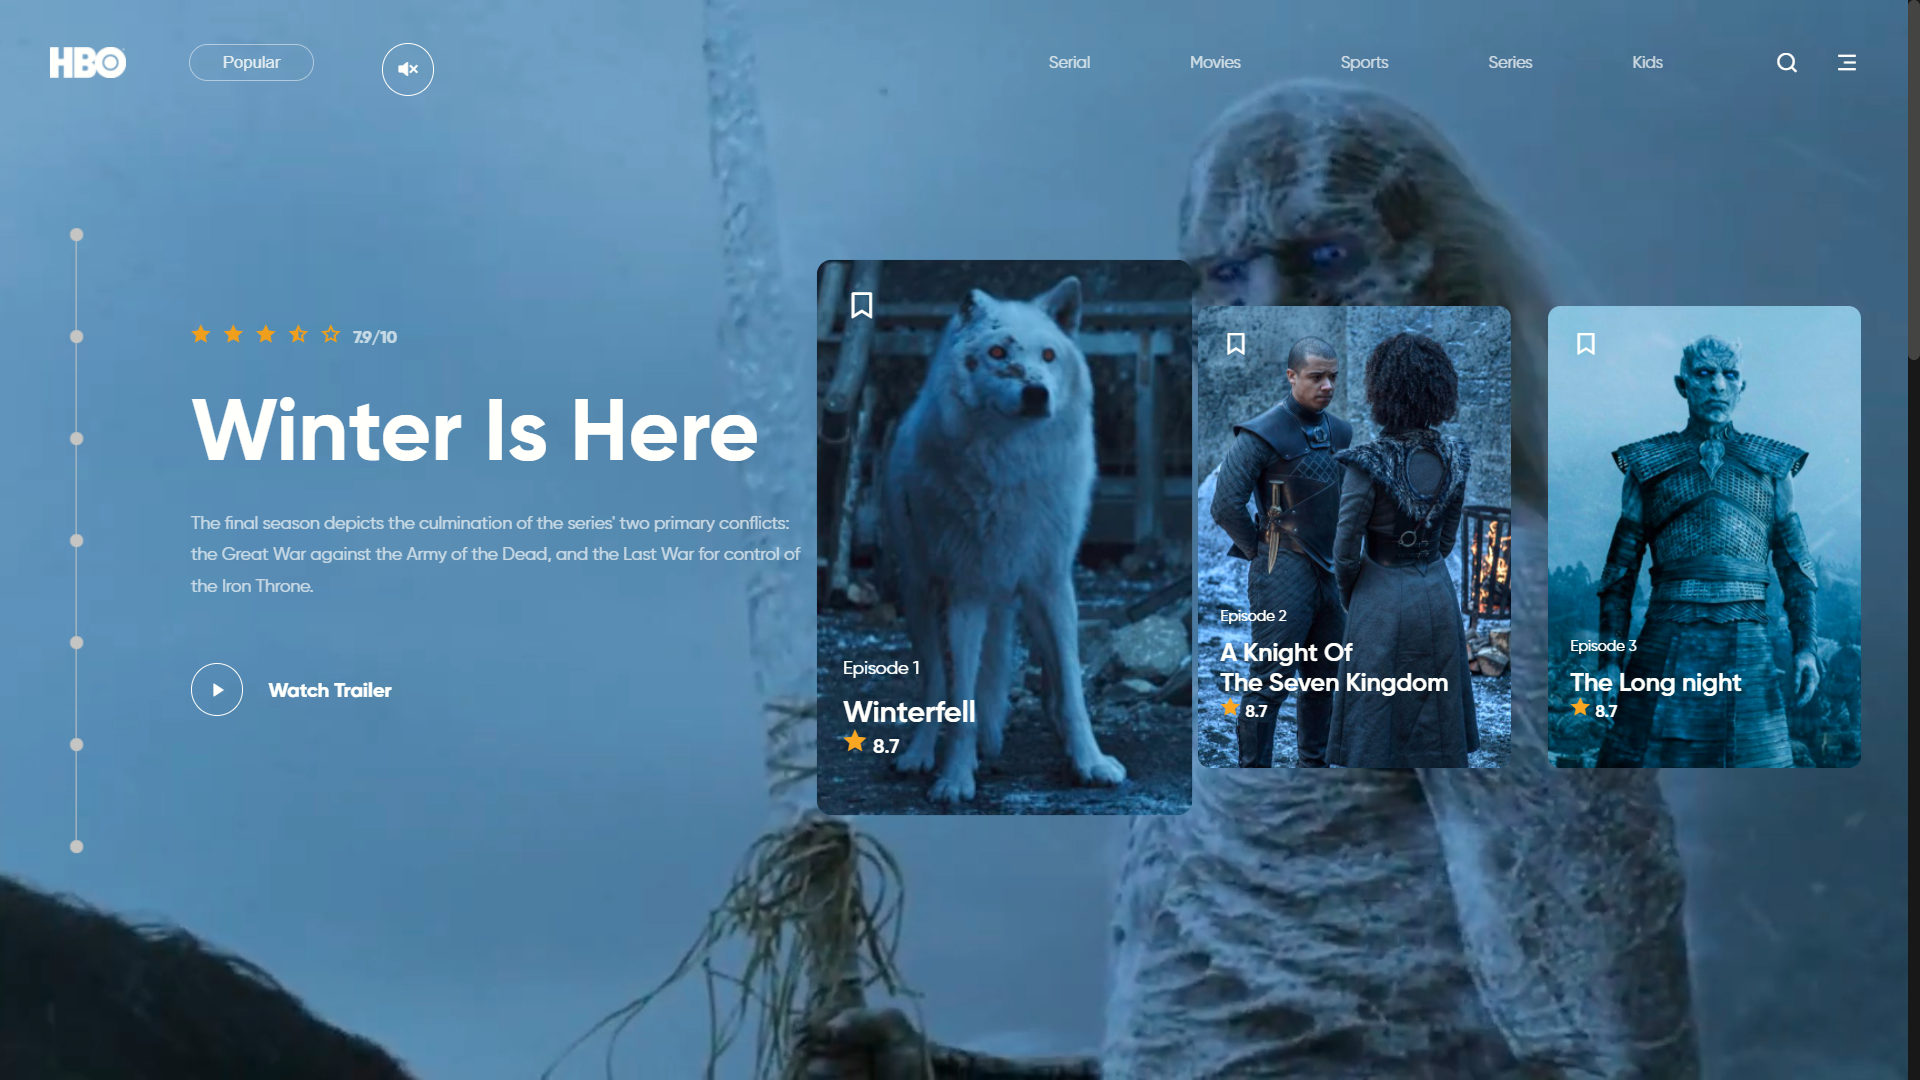 HBO
Popular
Serial
Movies
Sports
Series
Kids
7.9/10
Winter Is Here
The final season depicts the culmination of the series' two primary conflicts:
the Great War against the Army of the Dead, and the Last War for control of
the Iron Throne.
Watch Trailer
Episode 1
Winterfell
8.7
Episode 2
A Knight Of
The Seven Kingdom
8.7
Episode 3
The Long night
8.7